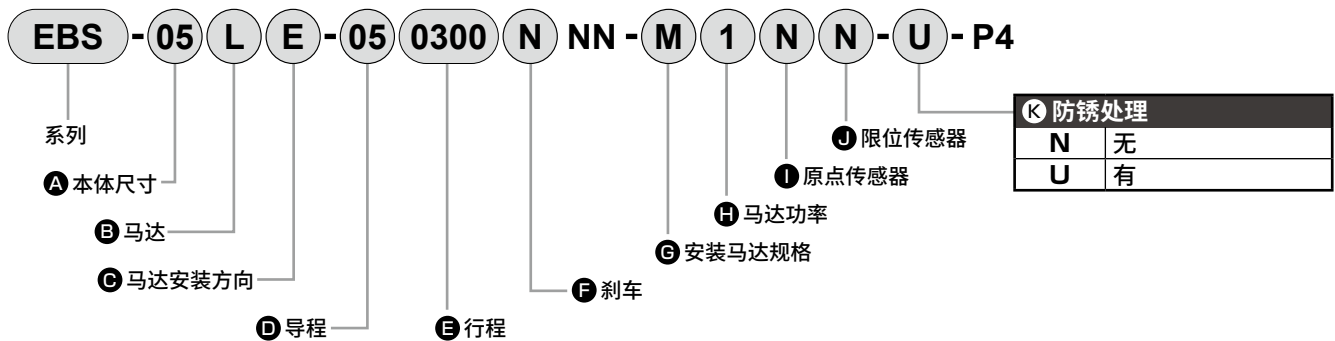 EBS - 05 L E - 05 0300 N NN - M 1 N N - U - P4
系列
A 本体尺寸
B 马达
C 马达安装方向
D 导程
E 行程
F 刹车
G 安装马达规格
H 马达功率
I 原点传感器
J 限位传感器
K 防锈处理
N 无
U 有